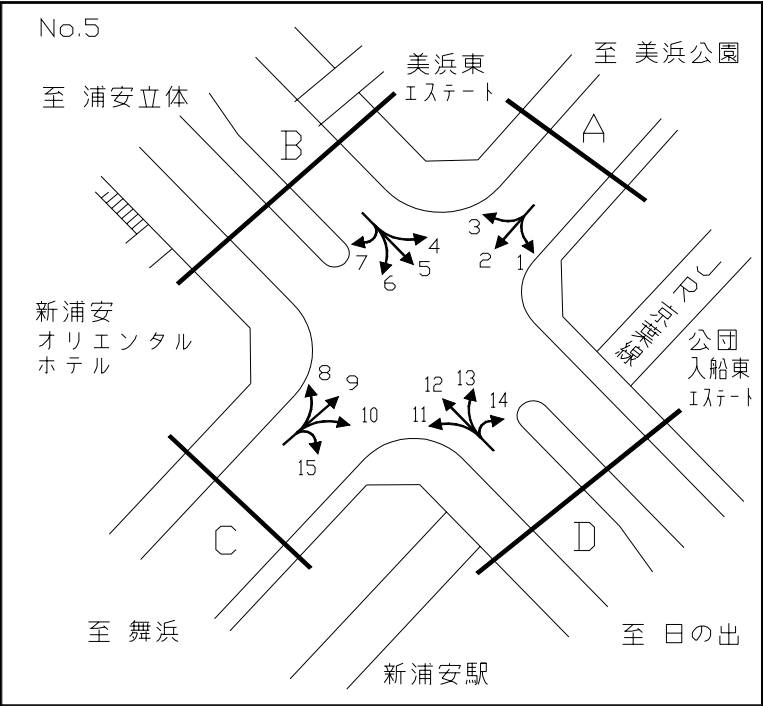 No.5
美浜東
エステート
至 美浜公園
至 浦安立体
A
B
3
2
1
4
5
6
7
JR京葉線
新浦安
オリエンタル
ホテル
公団
入船東
エステート
8
9
10
15
12
13
14
11
C
D
至 舞浜
至 日の出
新浦安駅